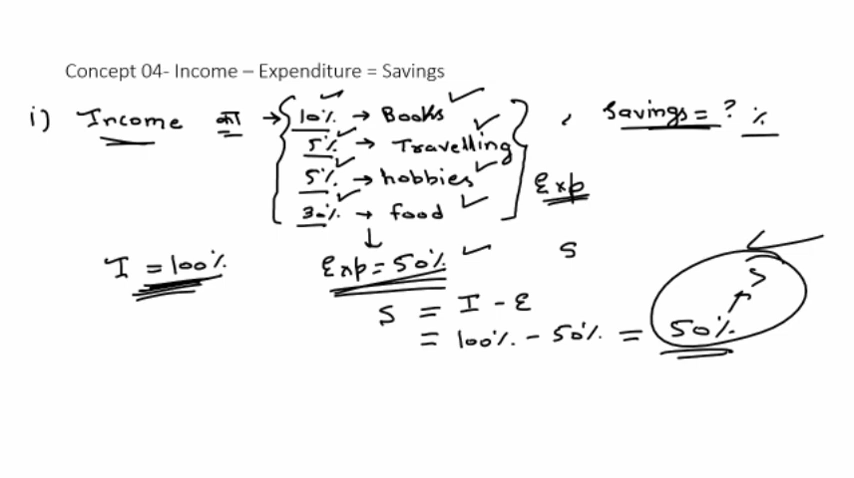 Concept 04- Income – Expenditure = Savings
i) Income का → { 10% → Books } , Savings = ? %
5% → Travelling
5% → hobbies Exp
30% → food
↓
I = 100% Exp = 50% S
S = I - E
= 100% - 50% = 50% → S